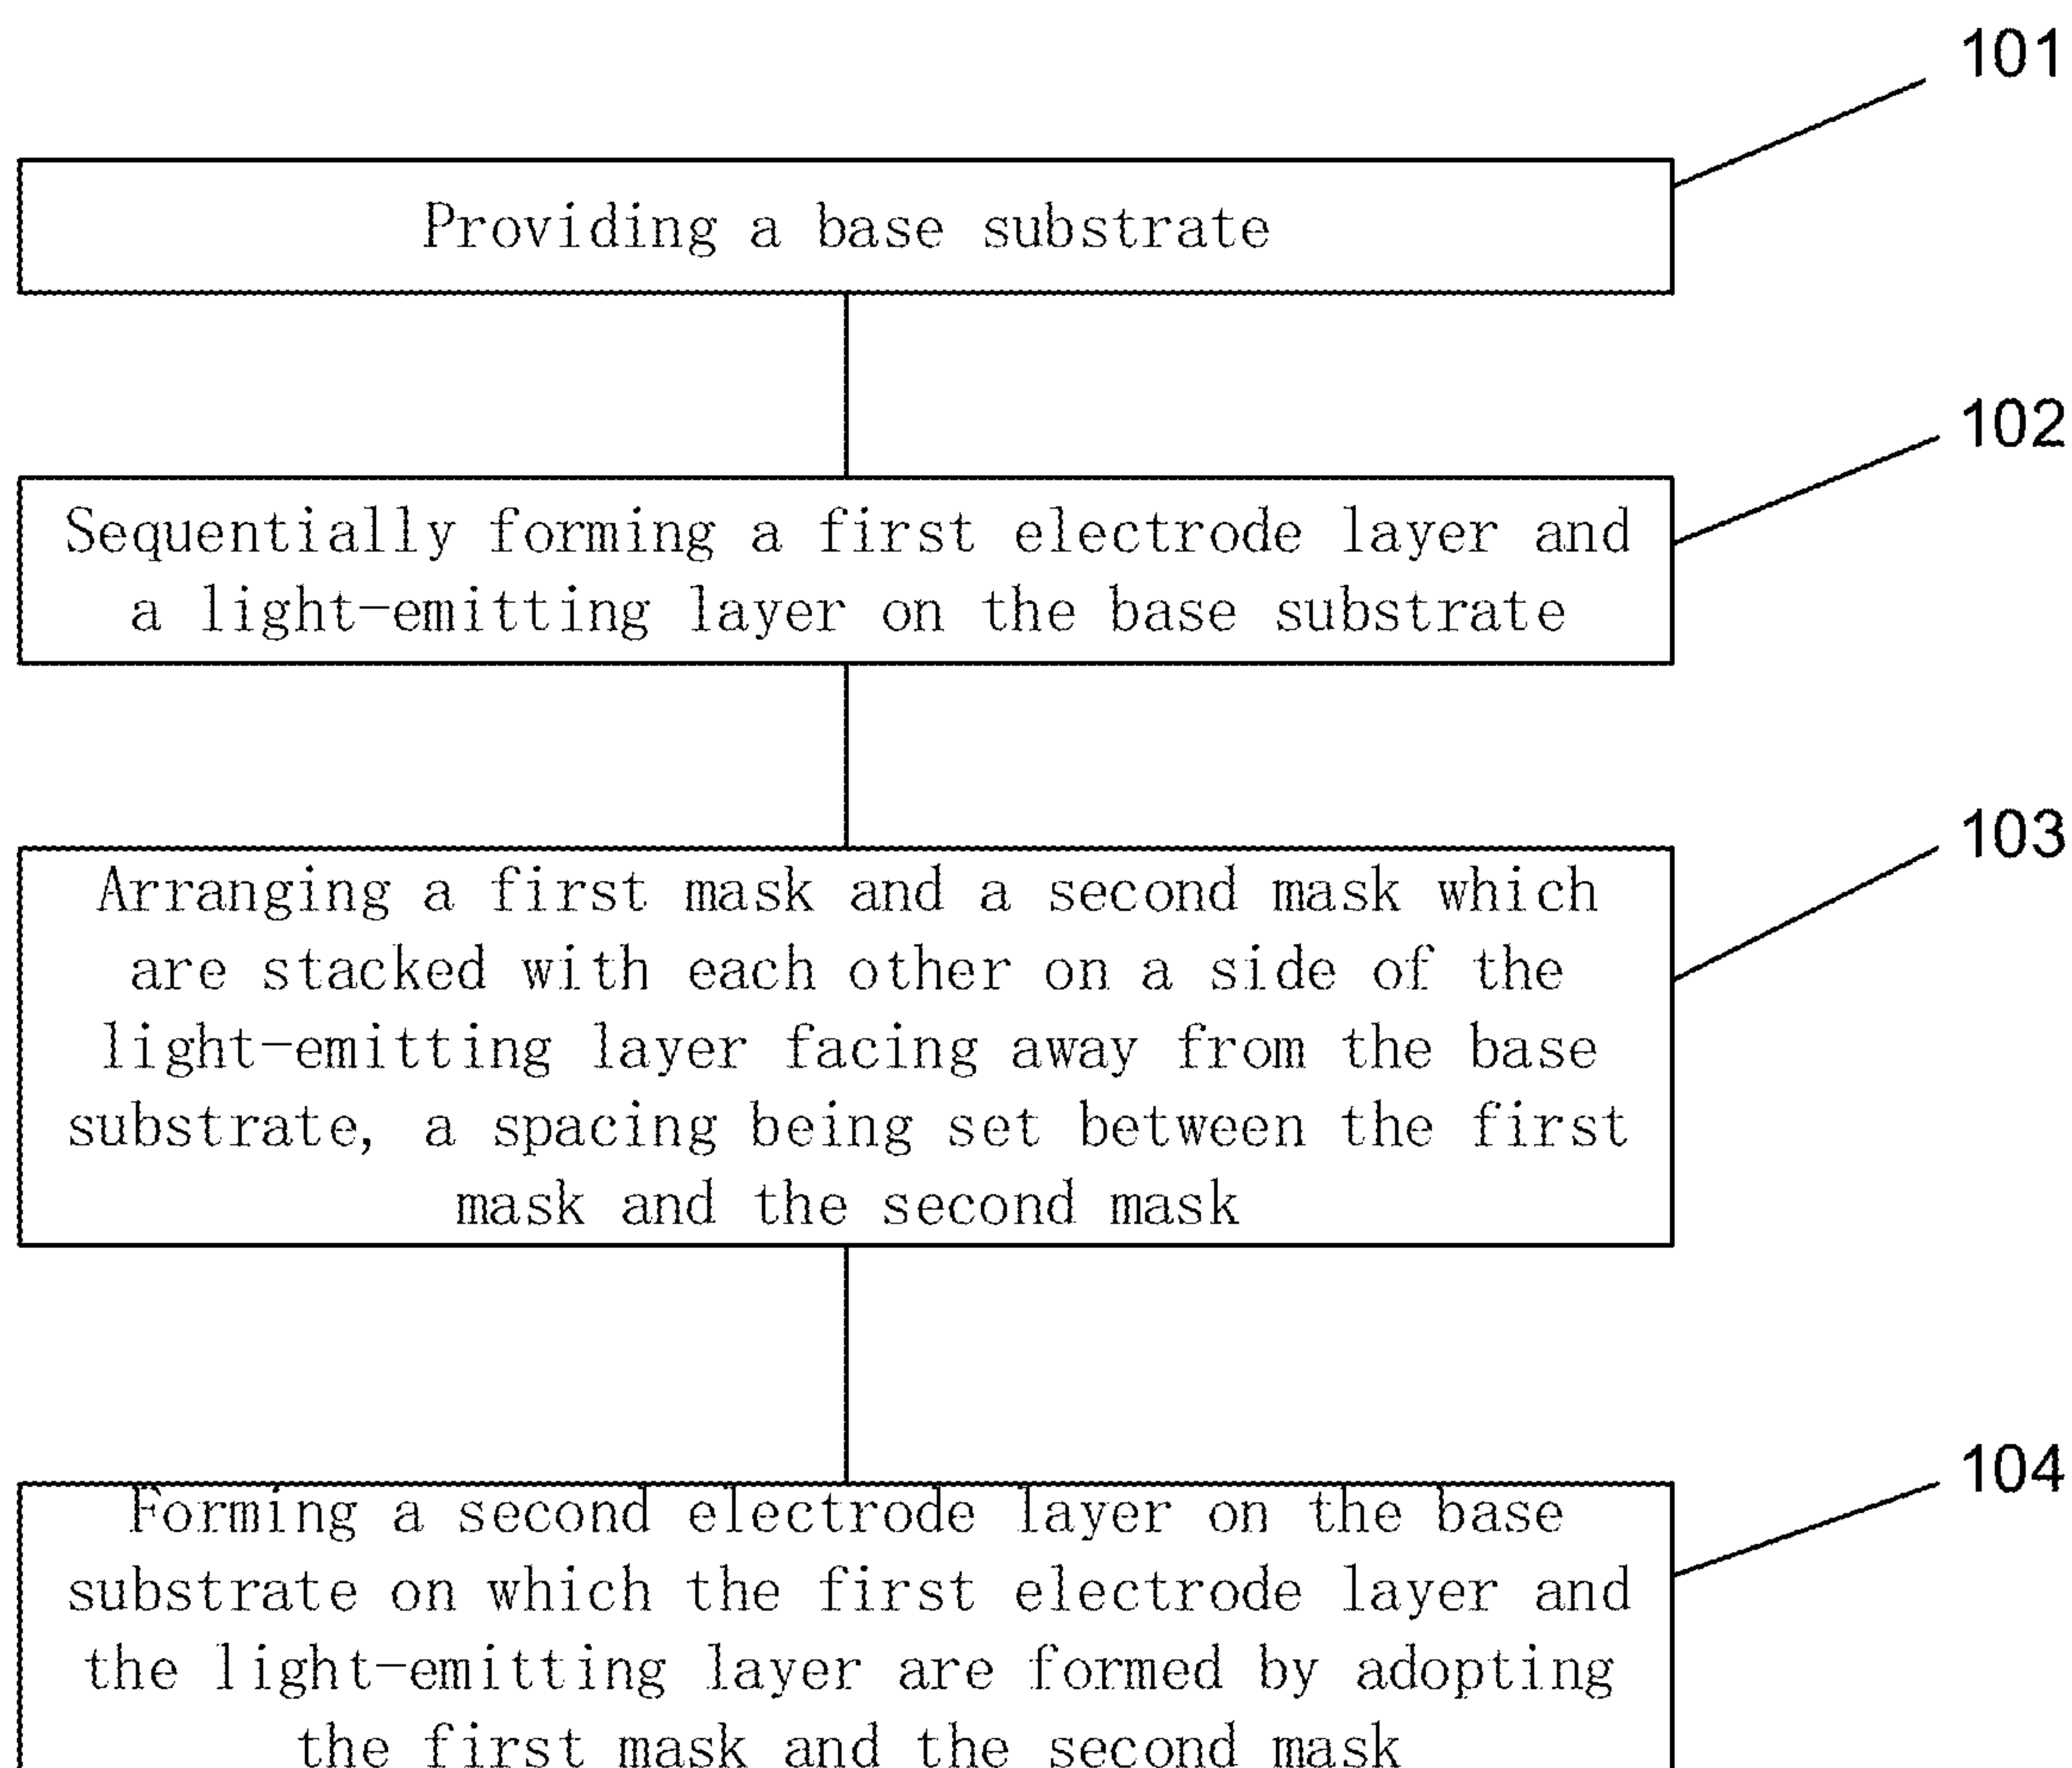 101
Providing a base substrate
102
Sequentially forming a first electrode layer and
a light-emitting layer on the base substrate
103
Arranging a first mask and a second mask which
are stacked with each other on a side of the
light-emitting layer facing away from the base
substrate, a spacing being set between the first
mask and the second mask
104
Forming a second electrode layer on the base
substrate on which the first electrode layer and
the light-emitting layer are formed by adopting
the first mask and the second mask